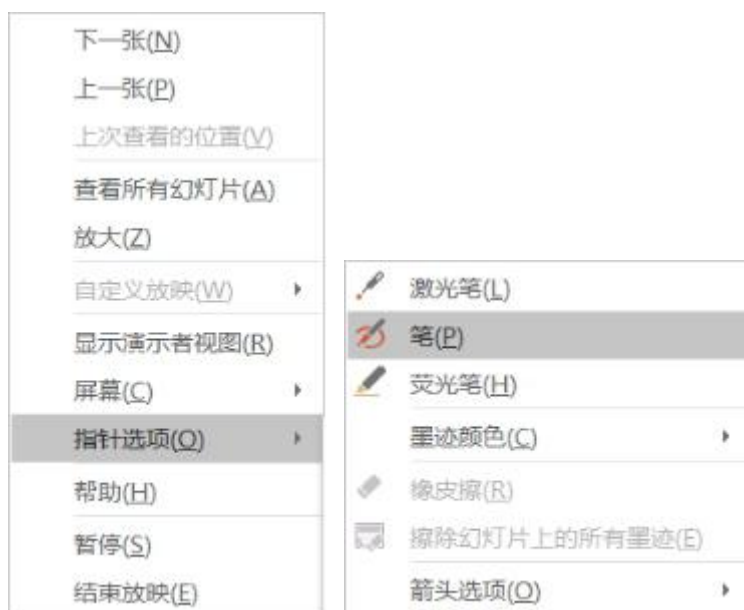 下一张(N)
上一张(P)
上次查看的位置(V)
查看所有幻灯片(A)
放大(Z)
自定义放映(W)
显示演示者视图(R)
屏幕(C)
指针选项(O)
帮助(H)
暂停(S)
结束放映(E)
激光笔(L)
笔(P)
荧光笔(H)
墨迹颜色(C)
橡皮擦(R)
擦除幻灯片上的所有墨迹(E)
箭头选项(O)